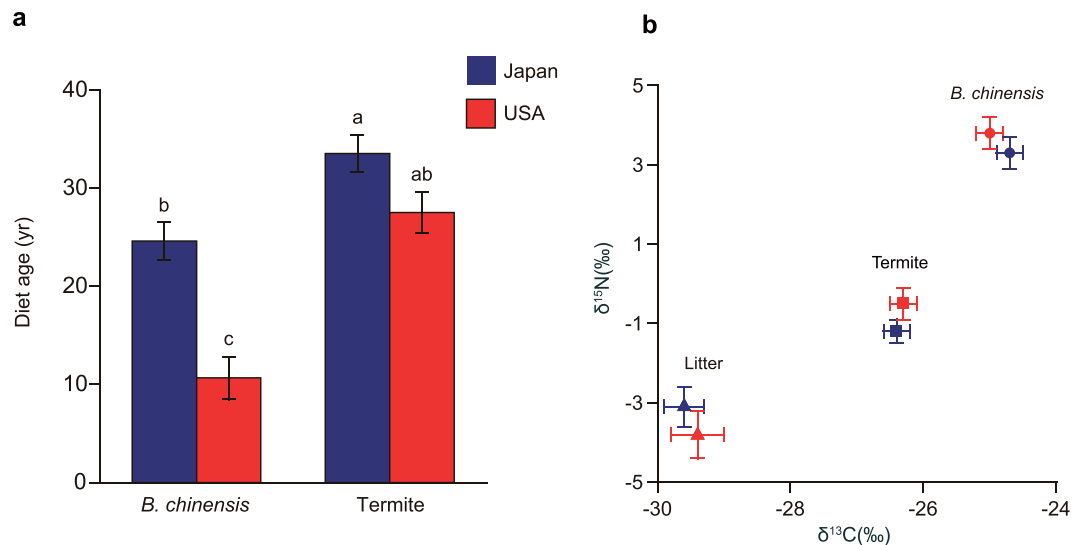 a
Japan
USA
Diet age (yr)
40
30
20
10
0
b
c
a
ab
B. chinensis
Termite
b
δ¹⁵N(‰)
5
3
1
-1
-3
-5
B. chinensis
Termite
Litter
-30
-28
-26
-24
δ¹³C(‰)